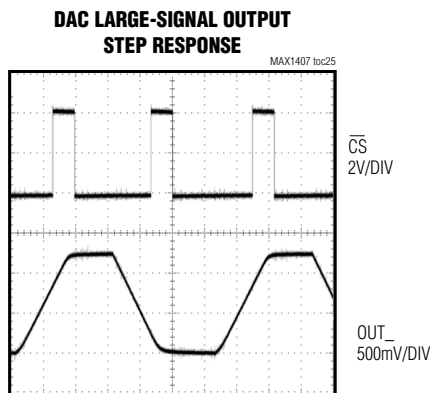 DAC LARGE-SIGNAL OUTPUT
STEP RESPONSE
MAX1407 toc25
CS
2V/DIV
OUT_
500mV/DIV